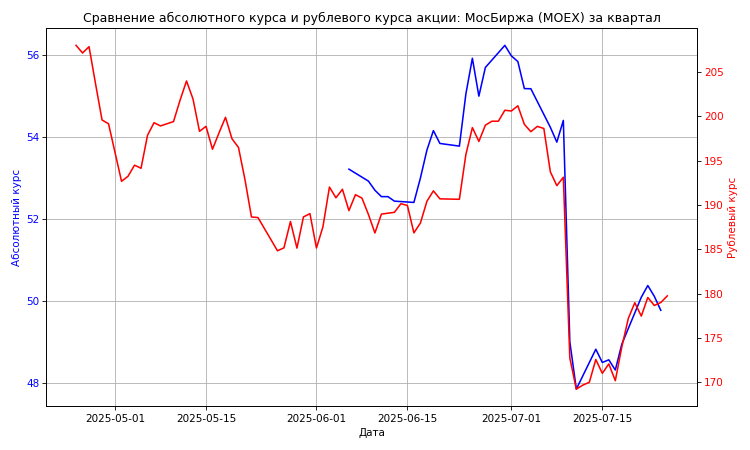 Сравнение абсолютного курса и рублевого курса акции: МосБиржа (MOEX) за квартал
56
54
52
50
48
Абсолютный курс
205
200
195
190
185
180
175
170
Рублевый курс
2025-05-01 2025-05-15 2025-06-01 2025-06-15 2025-07-01 2025-07-15
Дата